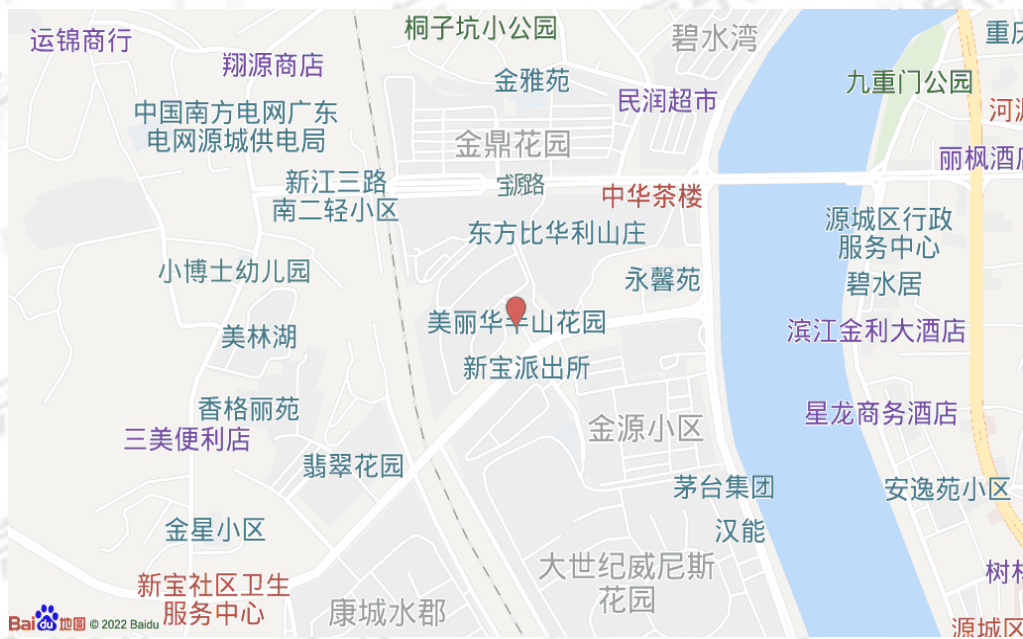 桐子坑小公园
运锦商行
碧水湾
重庆
翔源商店
金雅苑
九重门公园
民润超市
中国南方电网广东
电网源城供电局
河源
金鼎花园
丽枫酒店
新江三路
宝源路
中华茶楼
南二轻小区
源城区行政
服务中心
东方比华利山庄
小博士幼儿园
永馨苑
碧水居
美丽华半山花园
美林湖
滨江金利大酒店
新宝派出所
香格丽苑
星龙商务酒店
三美便利店
金源小区
翡翠花园
茅台集团
安逸苑小区
金星小区
汉能
大世纪威尼斯
花园
树林
新宝社区卫生
服务中心
康城水郡
Bai du 地图 © 2022 Baidu
源城区